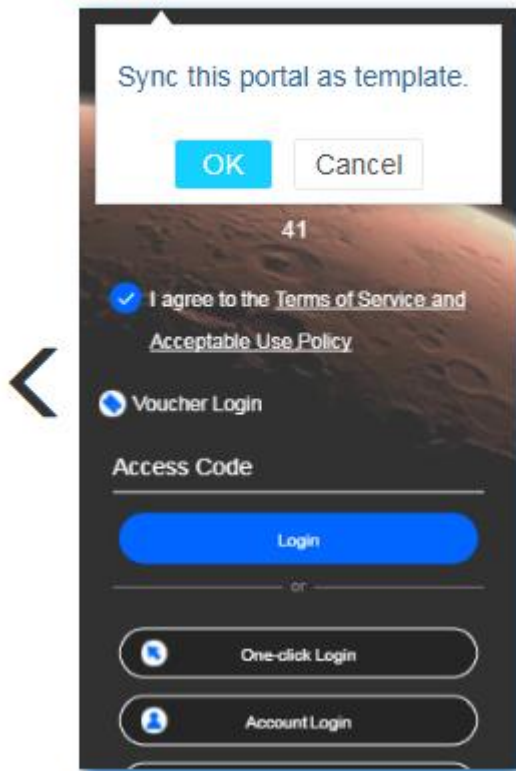 Sync this portal as template.
OK
Cancel
41
I agree to the Terms of Service and
Acceptable Use Policy
Voucher Login
Access Code
Login
or
One-click Login
Account Login